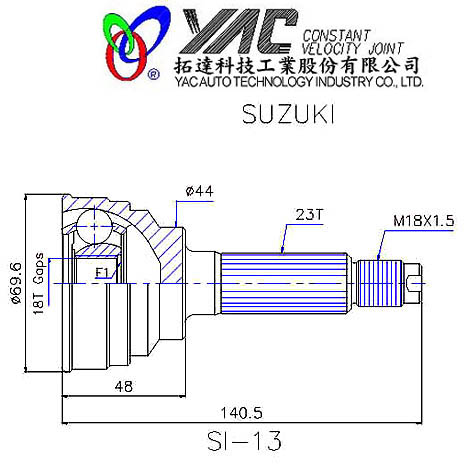 YAC CONSTANT
VELOCITY JOINT
®
拓達科技工業股份有限公司
YAC AUTO TECHNOLOGY INDUSTRY CO., LTD.
SUZUKI
ø44
23T
M18X1.5
ø69.6
18T Gaps
F1
48
140.5
SI-13